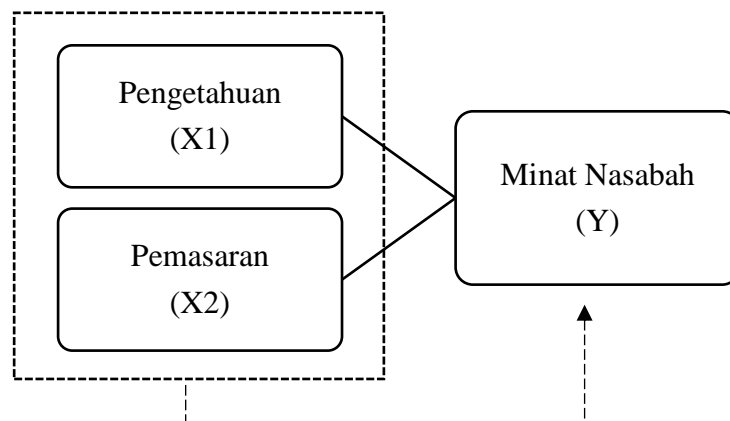 Pengetahuan
(X1)
Pemasaran
(X2)
Minat Nasabah
(Y)